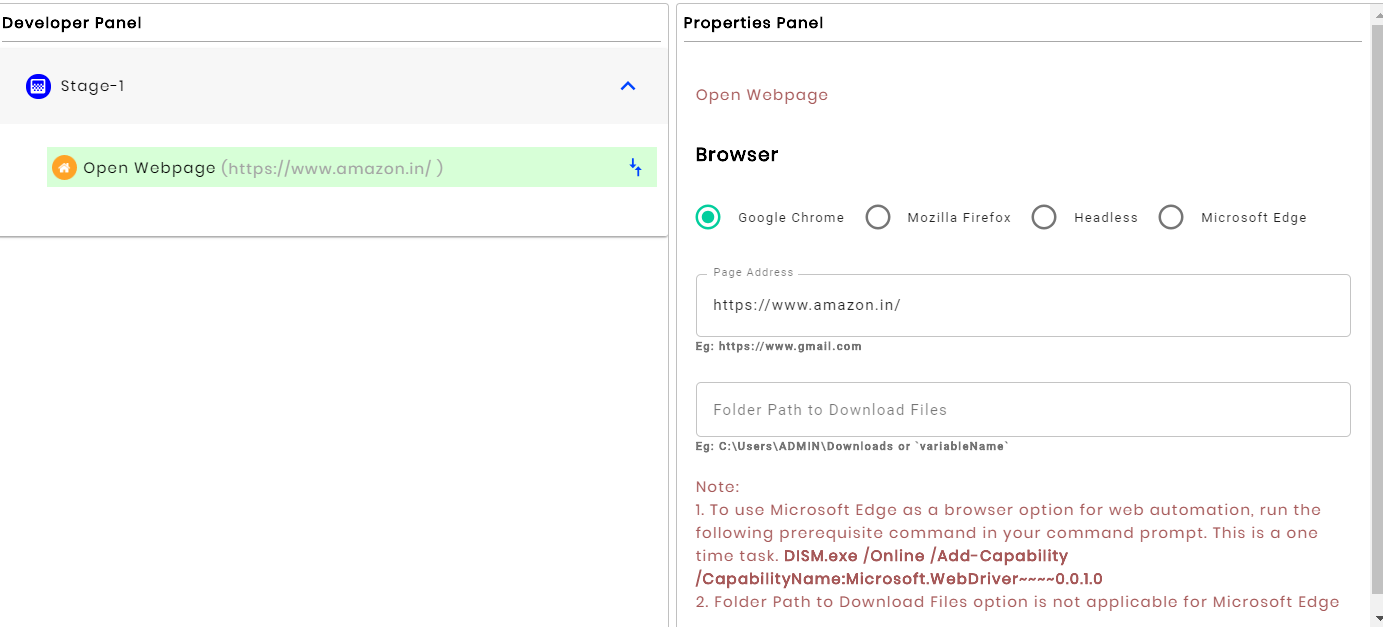 Developer Panel
Stage-1
Open Webpage (https://www.amazon.in/ )
Properties Panel
Open Webpage
Browser
Google Chrome Mozilla Firefox Headless Microsoft Edge
Page Address
https://www.amazon.in/
Eg: https://www.gmail.com
Folder Path to Download Files
Eg: C:\Users\ADMIN\Downloads or `variableName`
Note:
1. To use Microsoft Edge as a browser option for web automation, run the
following prerequisite command in your command prompt. This is a one
time task. DISM.exe /Online /Add-Capability
/CapabilityName:Microsoft.WebDriver~~~~0.0.1.0
2. Folder Path to Download Files option is not applicable for Microsoft Edge